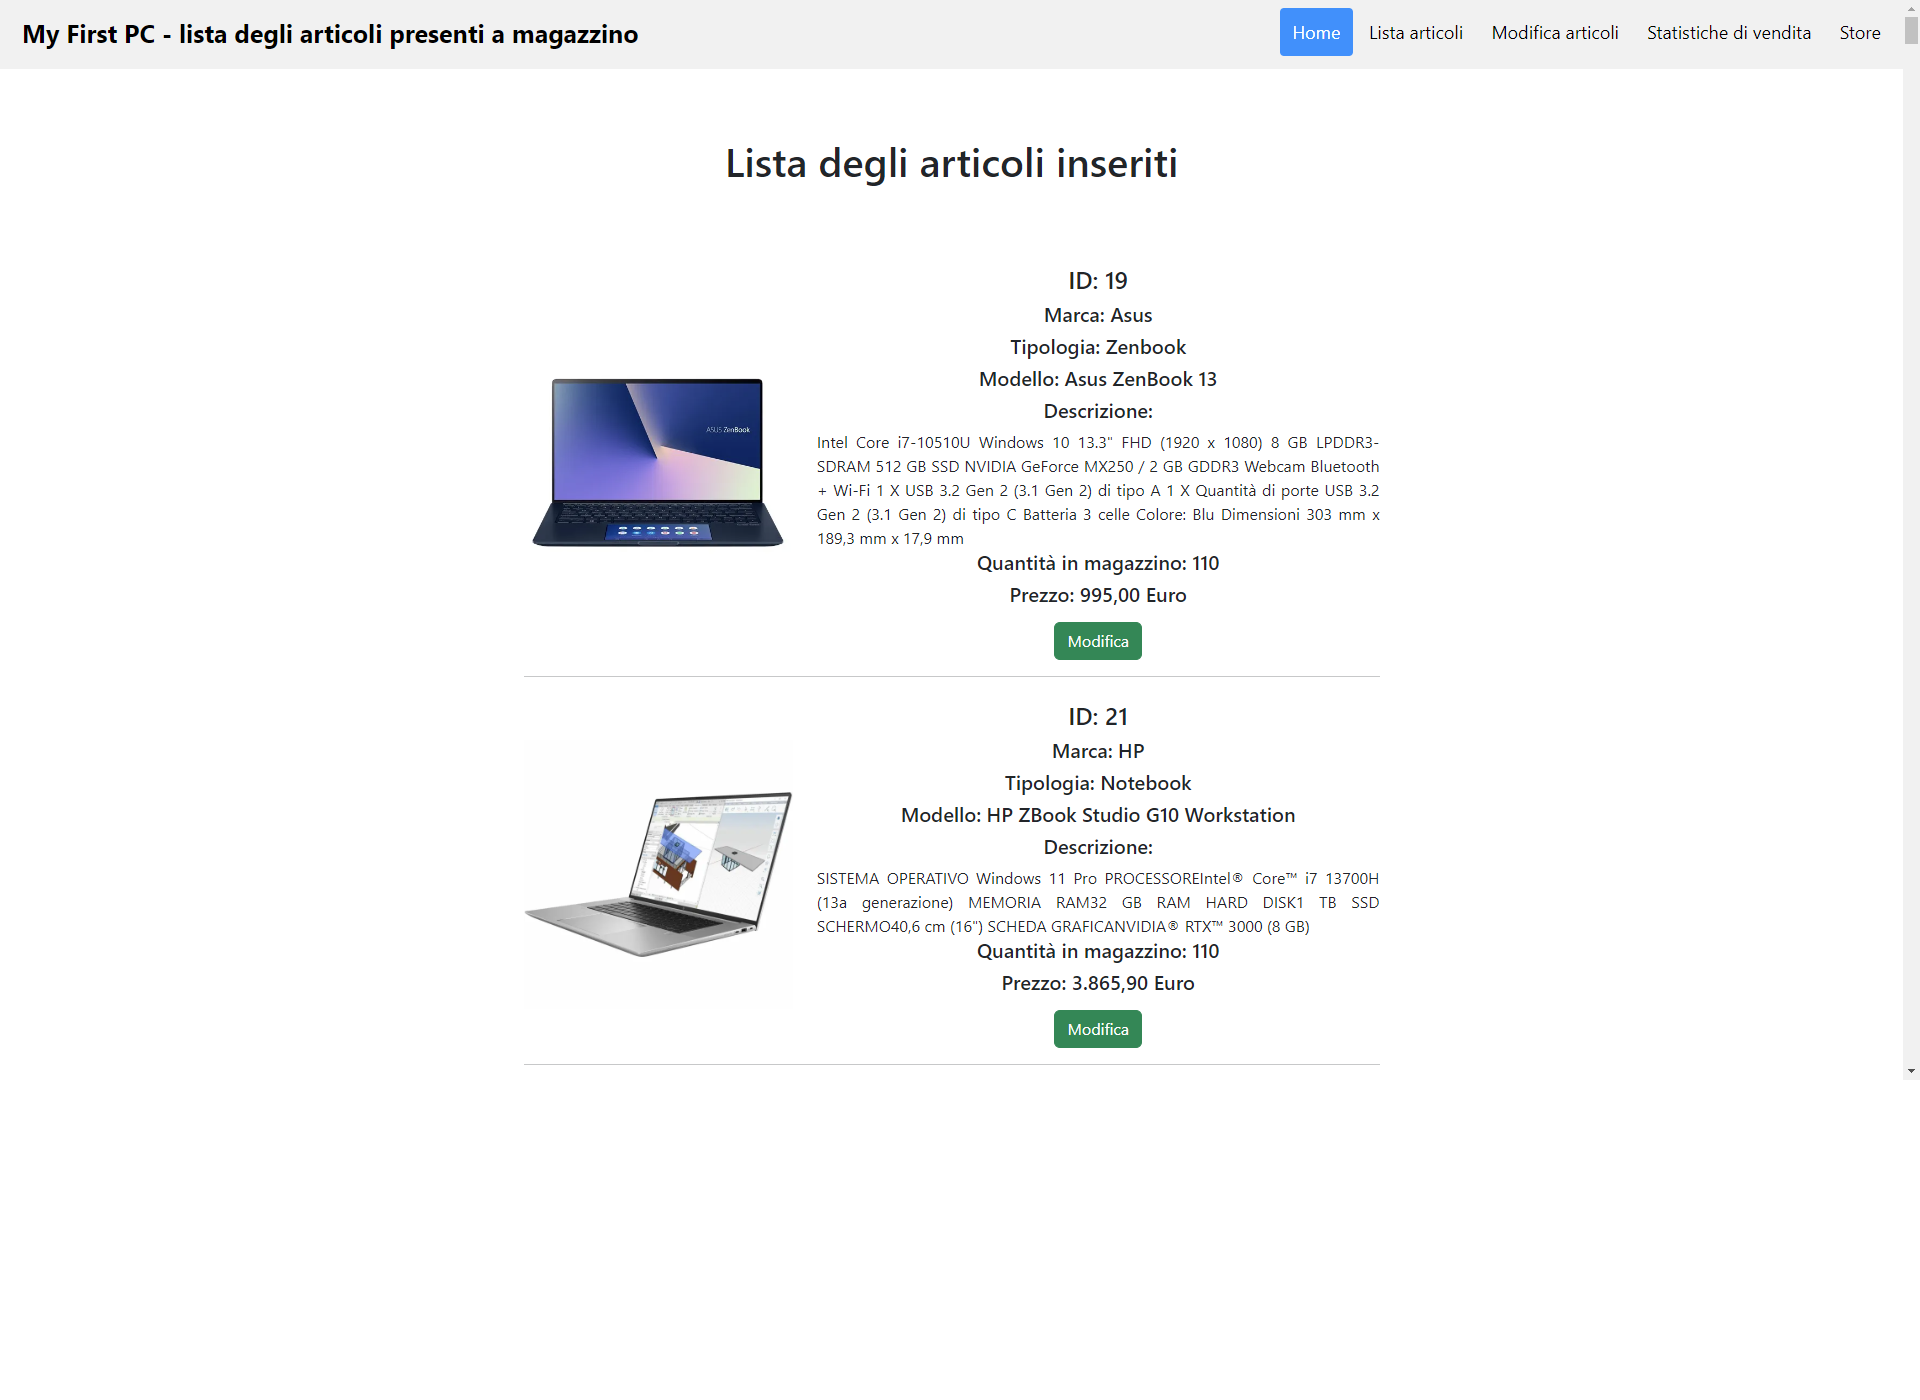 My First PC - lista degli articoli presenti a magazzino
Home
Lista articoli
Modifica articoli
Statistiche di vendita
Store
Lista degli articoli inseriti
ASUS ZenBook
ID: 19
Marca: Asus
Tipologia: Zenbook
Modello: Asus ZenBook 13
Descrizione:
Intel Core i7-10510U Windows 10 13.3" FHD (1920 x 1080) 8 GB LPDDR3-
SDRAM 512 GB SSD NVIDIA GeForce MX250 / 2 GB GDDR3 Webcam Bluetooth
+ Wi-Fi 1 X USB 3.2 Gen 2 (3.1 Gen 2) di tipo A 1 X Quantità di porte USB 3.2
Gen 2 (3.1 Gen 2) di tipo C Batteria 3 celle Colore: Blu Dimensioni 303 mm x
189,3 mm x 17,9 mm
Quantità in magazzino: 110
Prezzo: 995,00 Euro
Modifica
ID: 21
Marca: HP
Tipologia: Notebook
Modello: HP ZBook Studio G10 Workstation
Descrizione:
SISTEMA OPERATIVO Windows 11 Pro PROCESSOREIntel® Core™ i7 13700H
(13a generazione) MEMORIA RAM32 GB RAM HARD DISK1 TB SSD
SCHERMO40,6 cm (16") SCHEDA GRAFICANVIDIA® RTX™ 3000 (8 GB)
Quantità in magazzino: 110
Prezzo: 3.865,90 Euro
Modifica